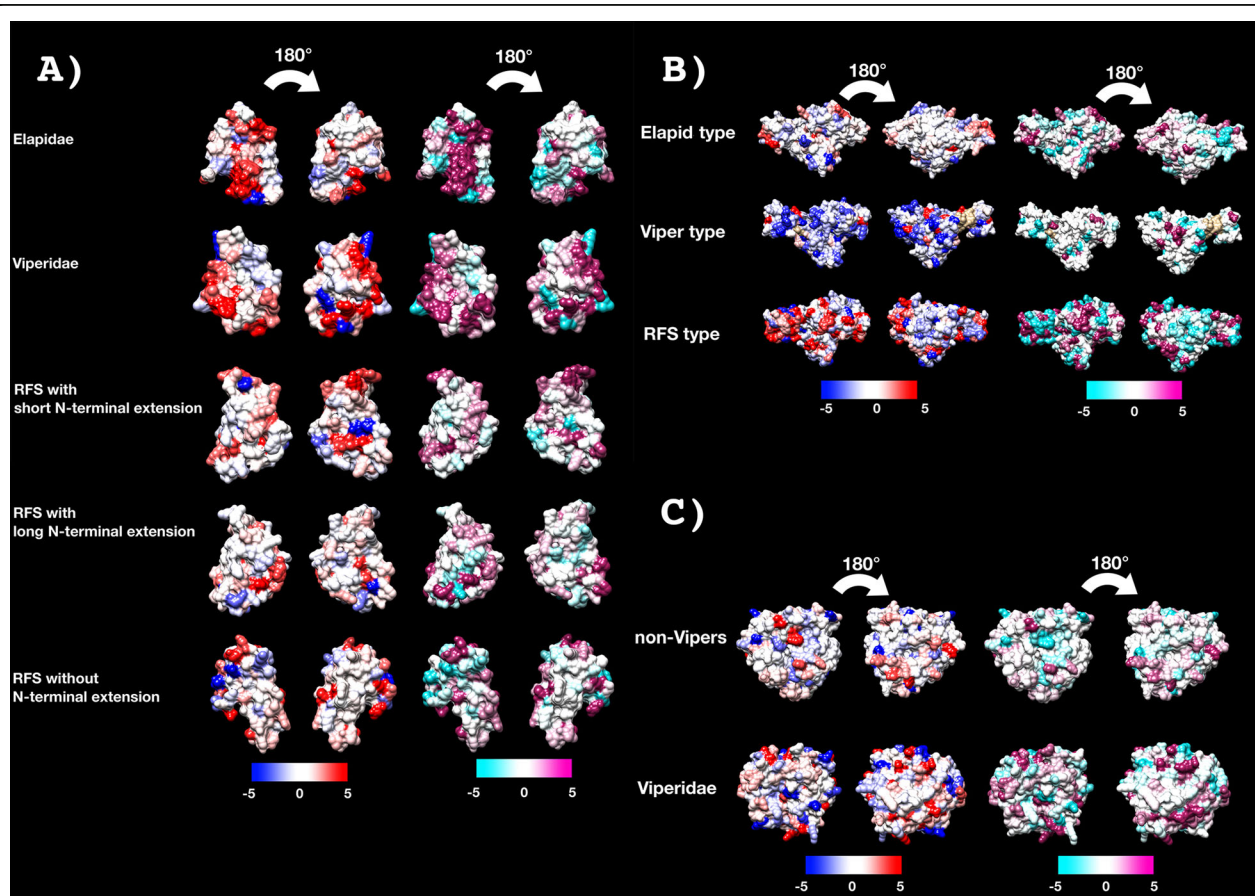 A)
180°
180°
Elapidae
Viperidae
RFS with
short N-terminal extension
RFS with
long N-terminal extension
RFS without
N-terminal extension
-5 0 5
-5 0 5
B)
180°
180°
Elapid type
Viper type
RFS type
-5 0 5
-5 0 5
C)
180°
180°
non-Vipers
Viperidae
-5 0 5
-5 0 5